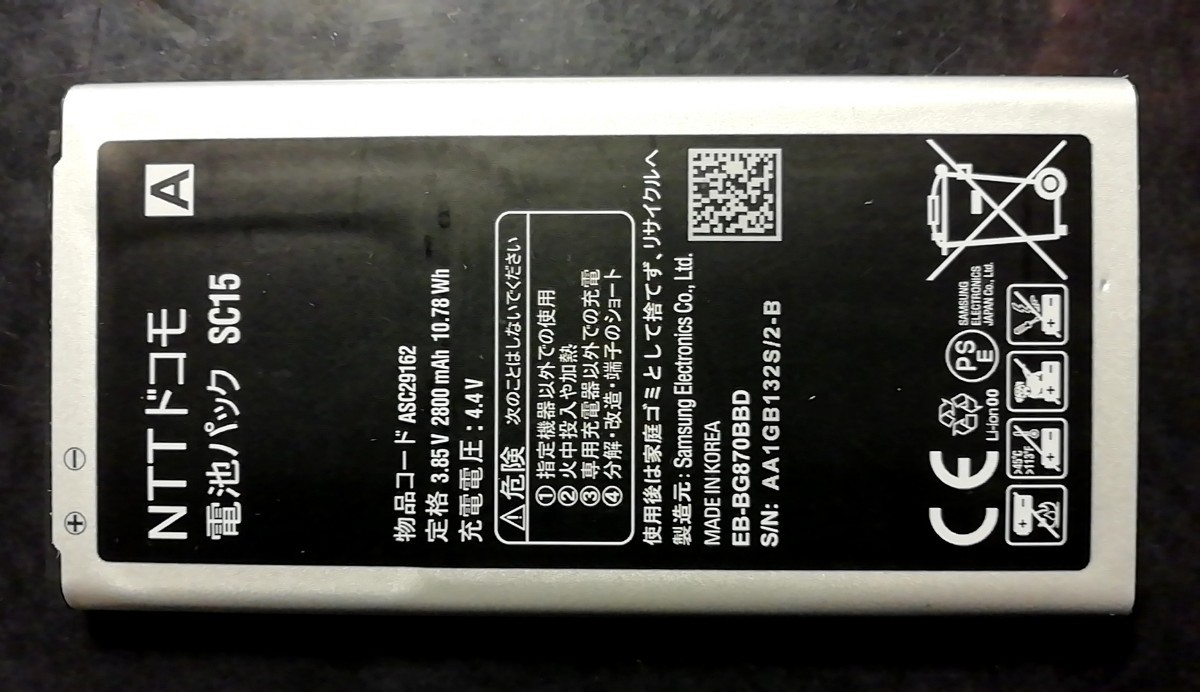 A
NTTドコモ
電池パック SC15
物品コード ASC29162
定格 3.85 V 2800 mAh 10.78 Wh
充電電圧 : 4.4 V
危険 次のことはしないでください
① 指定機器以外での使用
② 火中投入や加熱
③ 専用充電器以外での充電
④ 分解・改造・端子のショート
使用後は家庭ゴミとして捨てず、リサイクルへ
製造元: Samsung Electronics Co., Ltd.
MADE IN KOREA
EB-BG870BBD
S/N: AA1GB132S/2-B
CE
Li-ion 00
PS
E
SAMSUNG
ELECTRONICS
JAPAN Co., Ltd.
>45°C
>113°F